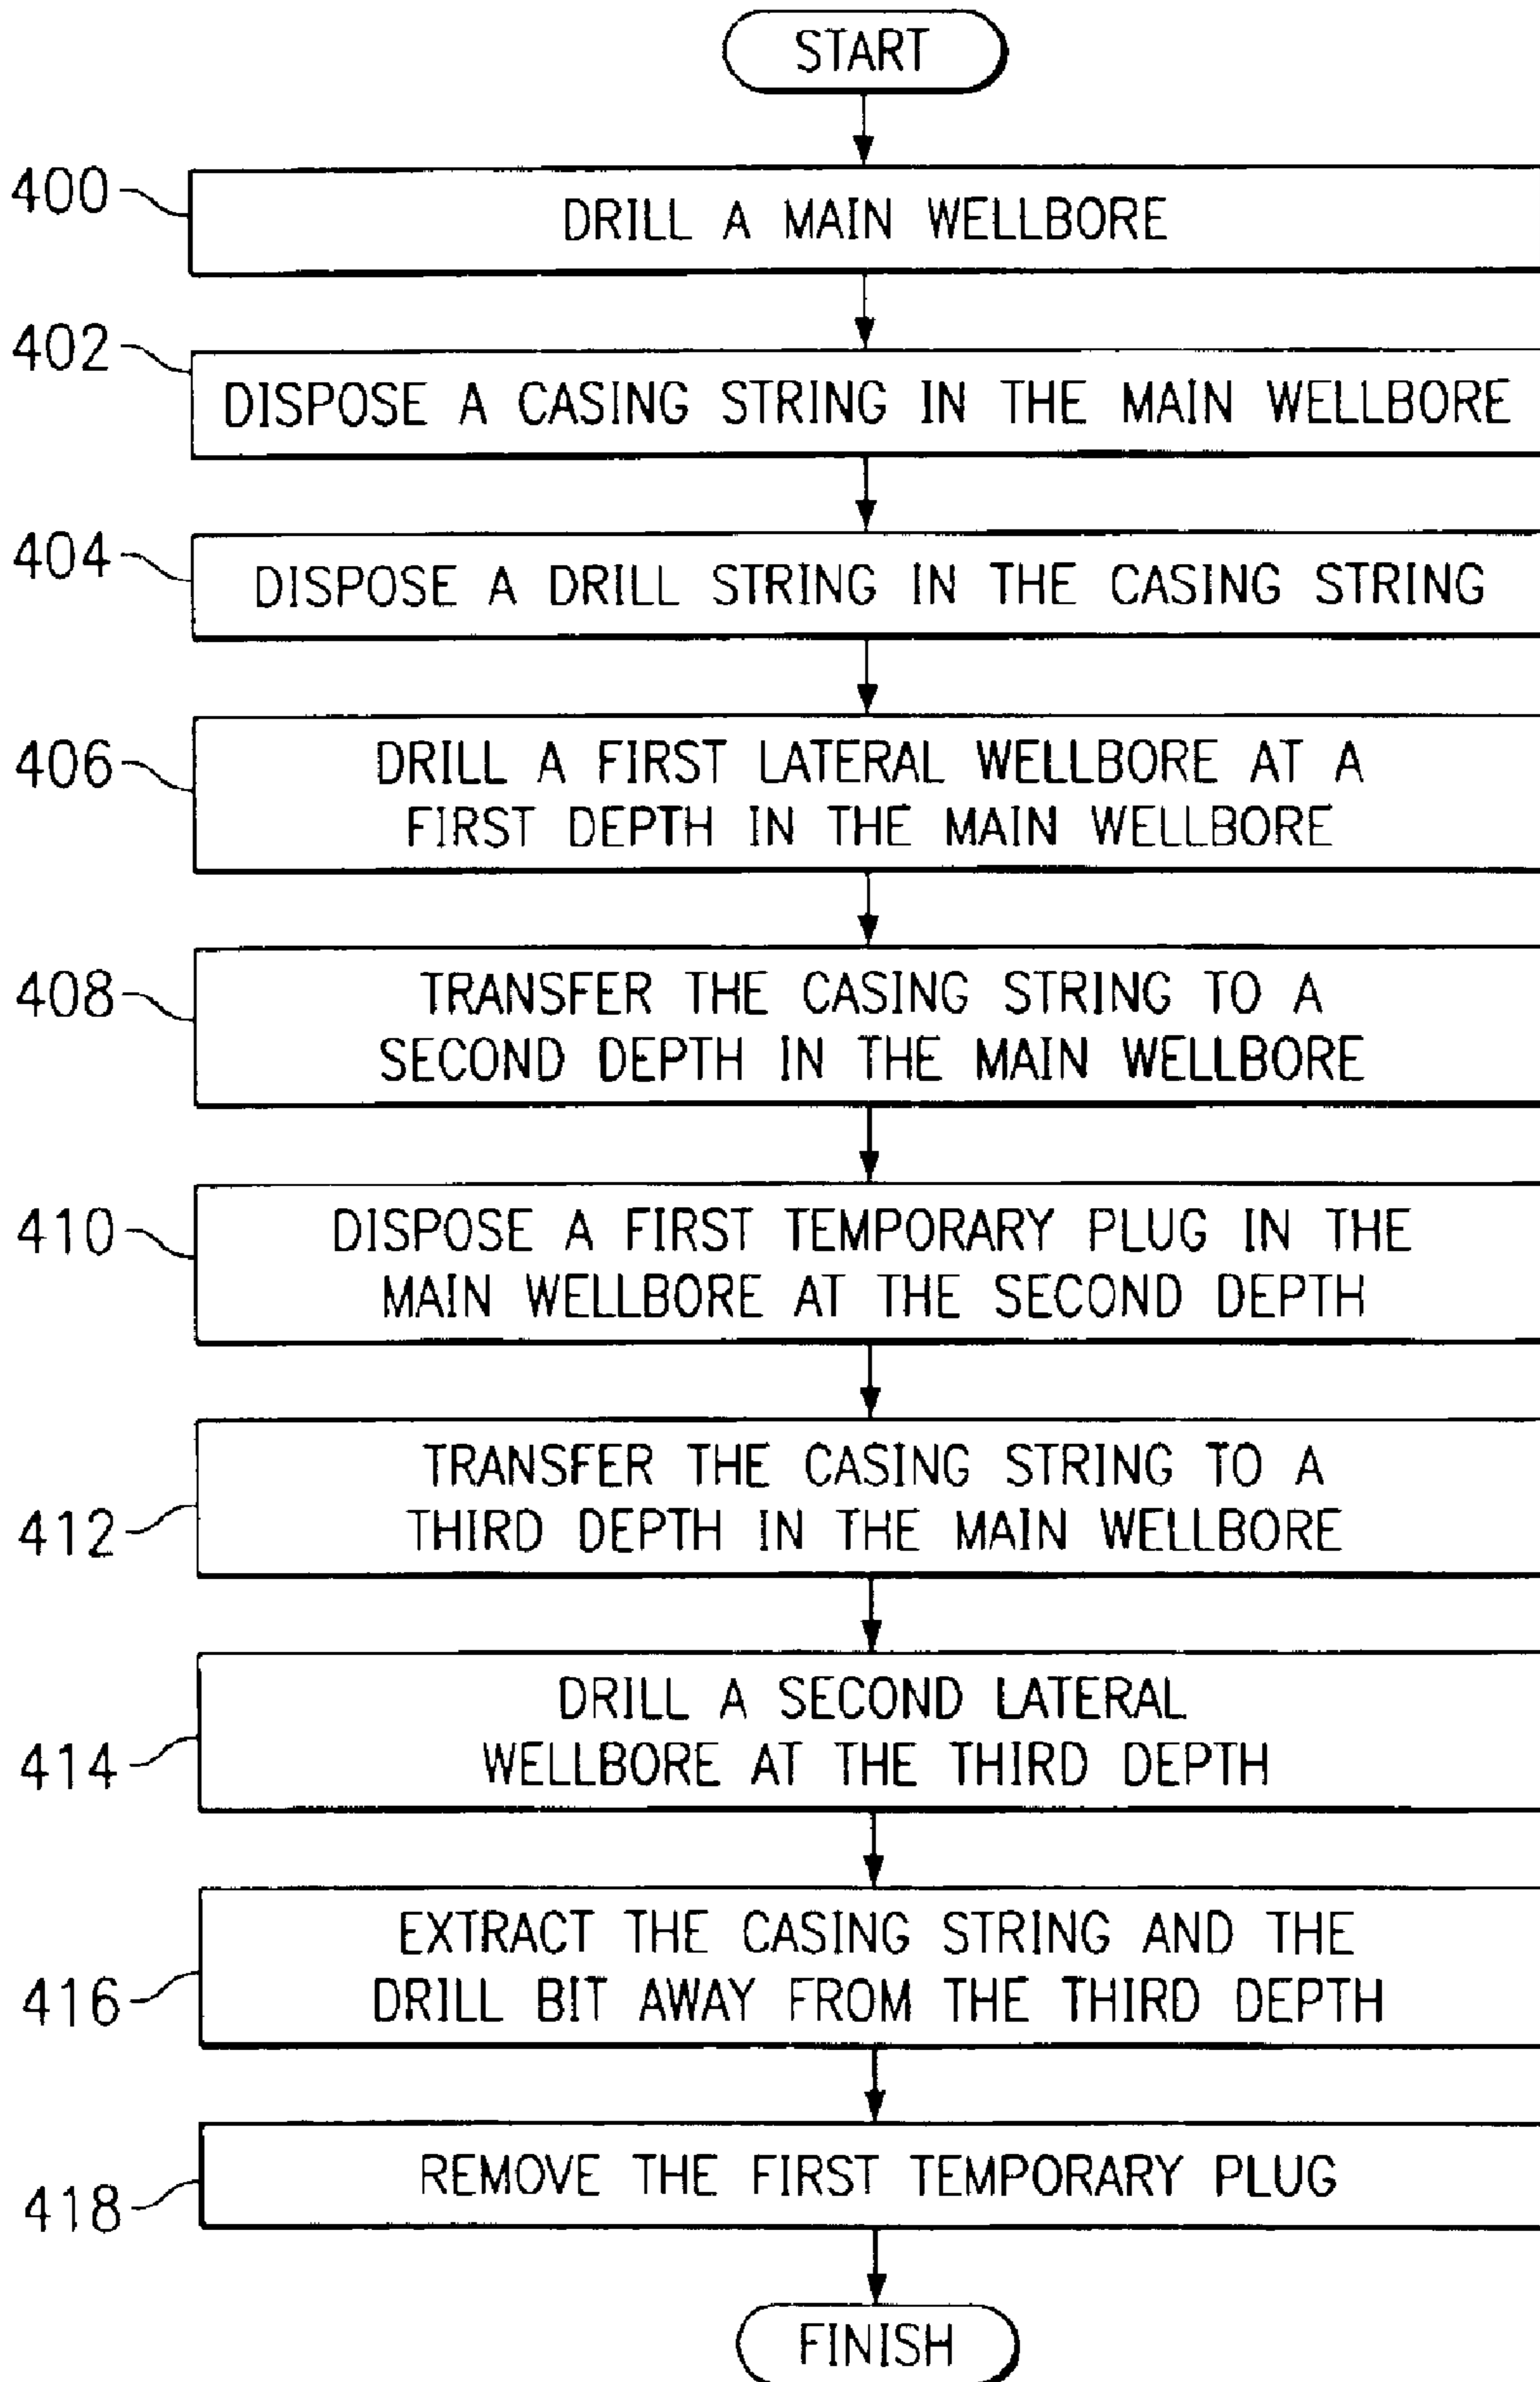 START
400
DRILL A MAIN WELLBORE
402
DISPOSE A CASING STRING IN THE MAIN WELLBORE
404
DISPOSE A DRILL STRING IN THE CASING STRING
406
DRILL A FIRST LATERAL WELLBORE AT A
FIRST DEPTH IN THE MAIN WELLBORE
408
TRANSFER THE CASING STRING TO A
SECOND DEPTH IN THE MAIN WELLBORE
410
DISPOSE A FIRST TEMPORARY PLUG IN THE
MAIN WELLBORE AT THE SECOND DEPTH
412
TRANSFER THE CASING STRING TO A
THIRD DEPTH IN THE MAIN WELLBORE
414
DRILL A SECOND LATERAL
WELLBORE AT THE THIRD DEPTH
416
EXTRACT THE CASING STRING AND THE
DRILL BIT AWAY FROM THE THIRD DEPTH
418
REMOVE THE FIRST TEMPORARY PLUG
FINISH